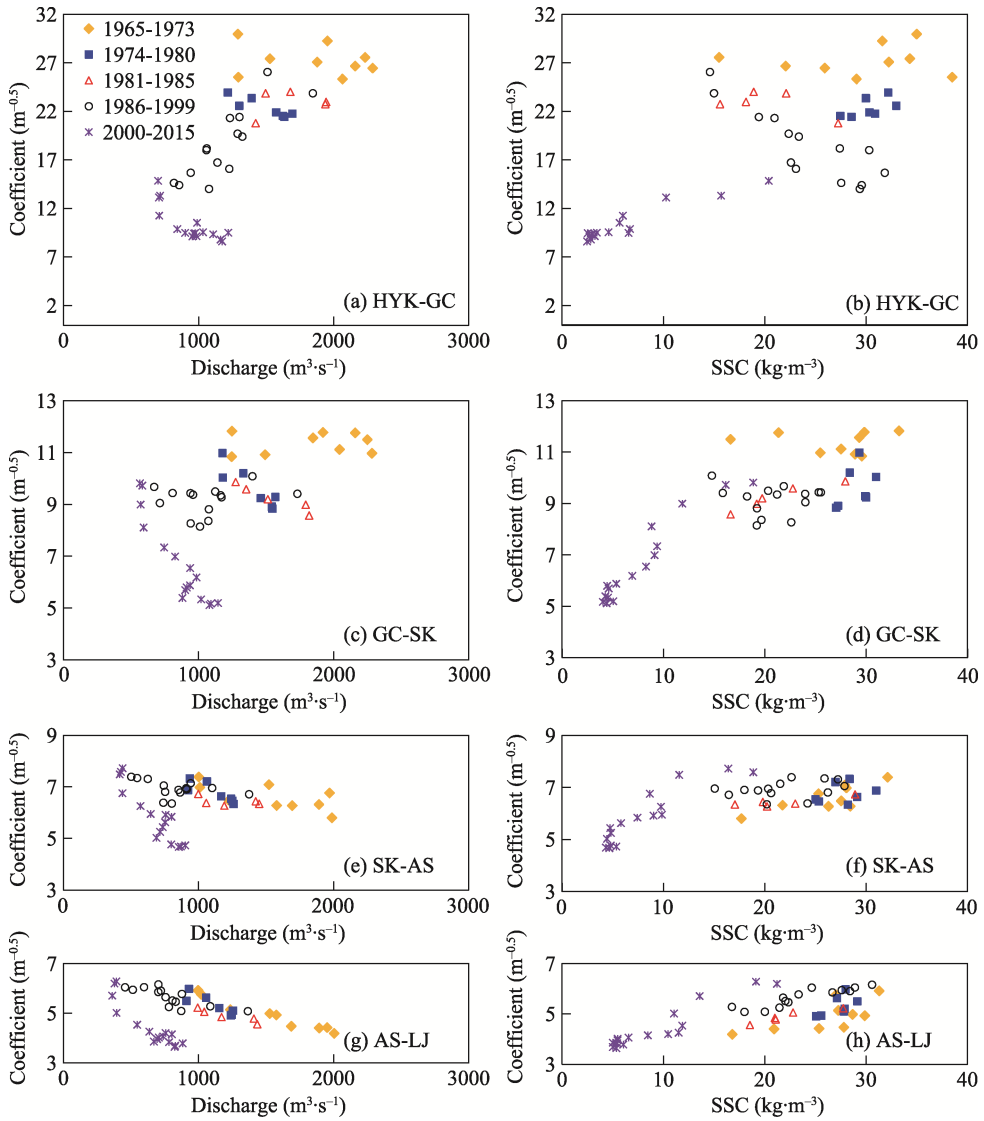 32
27
22
17
12
7
2
Coefficient (m⁻⁰·⁵)
1965-1973
1974-1980
1981-1985
1986-1999
2000-2015
(a) HYK-GC
0 1000 2000 3000
Discharge (m³·s⁻¹)
32
27
22
17
12
7
2
Coefficient (m⁻⁰·⁵)
(b) HYK-GC
0 10 20 30 40
SSC (kg·m⁻³)
13
11
9
7
5
3
Coefficient (m⁻⁰·⁵)
(c) GC-SK
0 1000 2000 3000
Discharge (m³·s⁻¹)
13
11
9
7
5
3
Coefficient (m⁻⁰·⁵)
(d) GC-SK
0 10 20 30 40
SSC (kg·m⁻³)
9
7
5
3
Coefficient (m⁻⁰·⁵)
(e) SK-AS
0 1000 2000 3000
Discharge (m³·s⁻¹)
9
7
5
3
Coefficient (m⁻⁰·⁵)
(f) SK-AS
0 10 20 30 40
SSC (kg·m⁻³)
7
5
3
Coefficient (m⁻⁰·⁵)
(g) AS-LJ
0 1000 2000 3000
Discharge (m³·s⁻¹)
7
5
3
Coefficient (m⁻⁰·⁵)
(h) AS-LJ
0 10 20 30 40
SSC (kg·m⁻³)